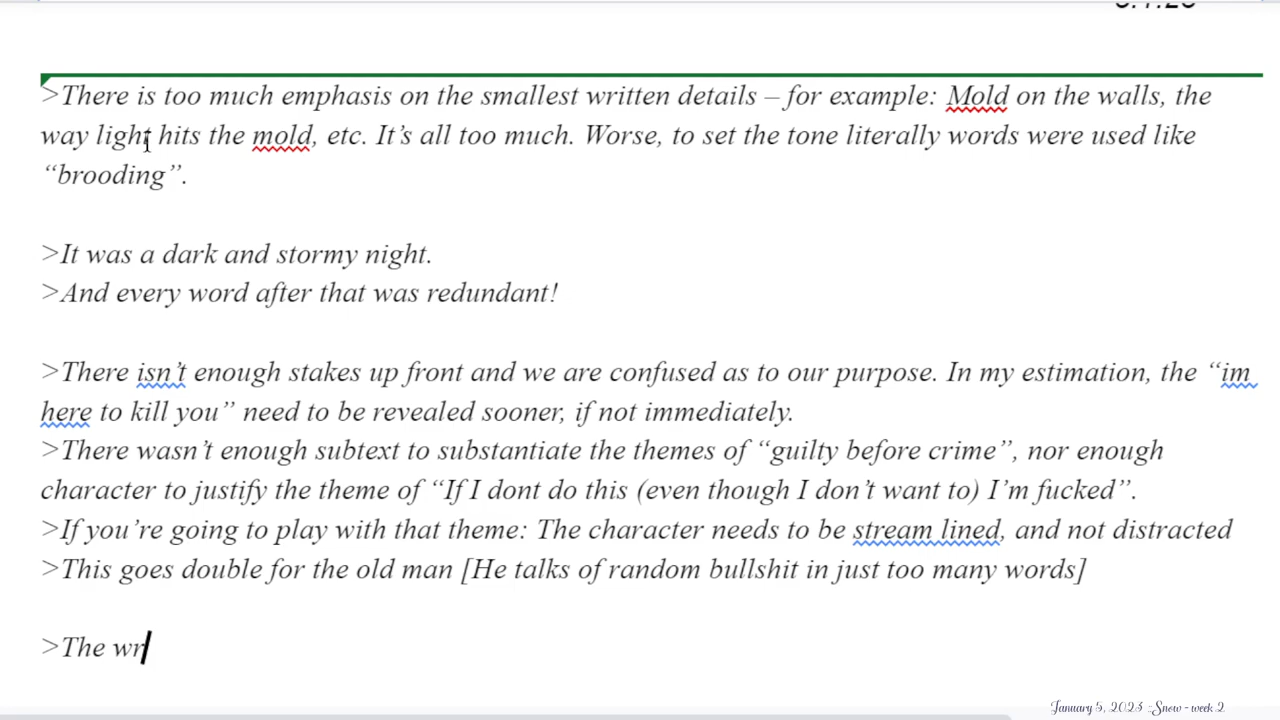 >There is too much emphasis on the smallest written details – for example: Mold on the walls, the
way light hits the mold, etc. It’s all too much. Worse, to set the tone literally words were used like
“brooding”.
>It was a dark and stormy night.
>And every word after that was redundant!
>There isn’t enough stakes up front and we are confused as to our purpose. In my estimation, the “im
here to kill you” need to be revealed sooner, if not immediately.
>There wasn’t enough subtext to substantiate the themes of “guilty before crime”, nor enough
character to justify the theme of “If I dont do this (even though I don’t want to) I’m fucked”.
>If you’re going to play with that theme: The character needs to be stream lined, and not distracted
>This goes double for the old man [He talks of random bullshit in just too many words]
>The wr
January 5, 2023 -Snow - week 2